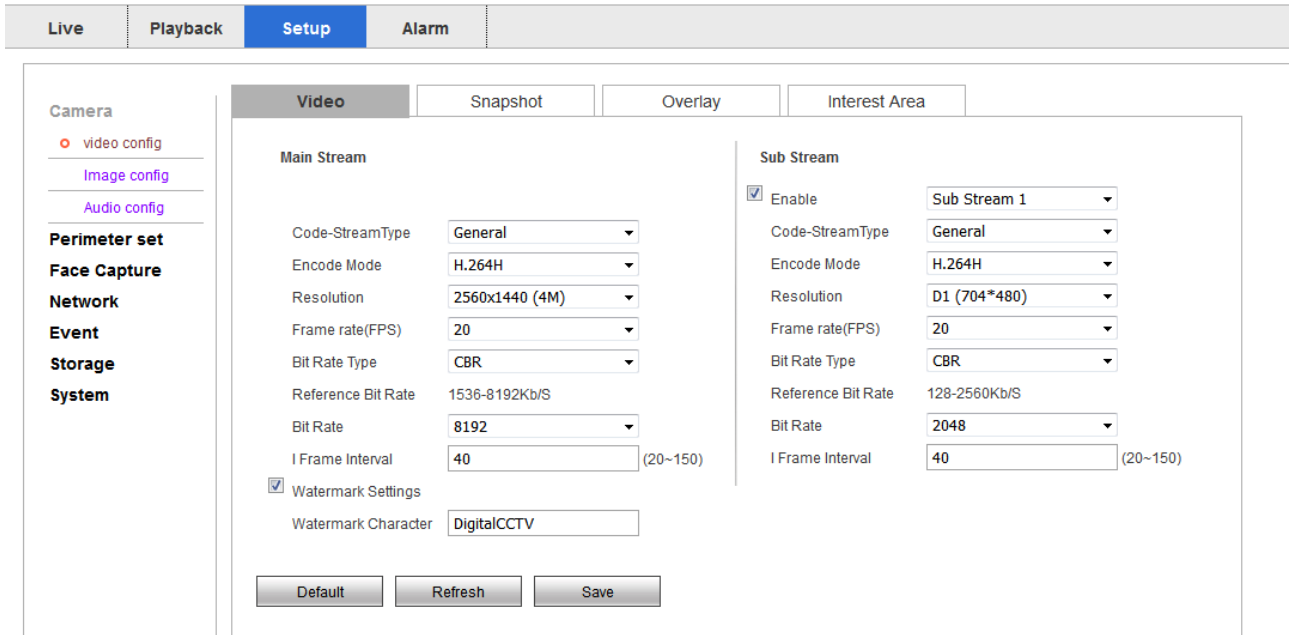 Live Playback Setup Alarm
Camera
video config
Image config
Audio config
Perimeter set
Face Capture
Network
Event
Storage
System
Video Snapshot Overlay Interest Area
Main Stream
Code-StreamType General
Encode Mode H.264H
Resolution 2560x1440 (4M)
Frame rate(FPS) 20
Bit Rate Type CBR
Reference Bit Rate 1536-8192Kb/S
Bit Rate 8192
I Frame Interval 40 (20~150)
Watermark Settings
Watermark Character DigitalCCTV
Sub Stream
Enable Sub Stream 1
Code-StreamType General
Encode Mode H.264H
Resolution D1 (704*480)
Frame rate(FPS) 20
Bit Rate Type CBR
Reference Bit Rate 128-2560Kb/S
Bit Rate 2048
I Frame Interval 40 (20~150)
Default Refresh Save